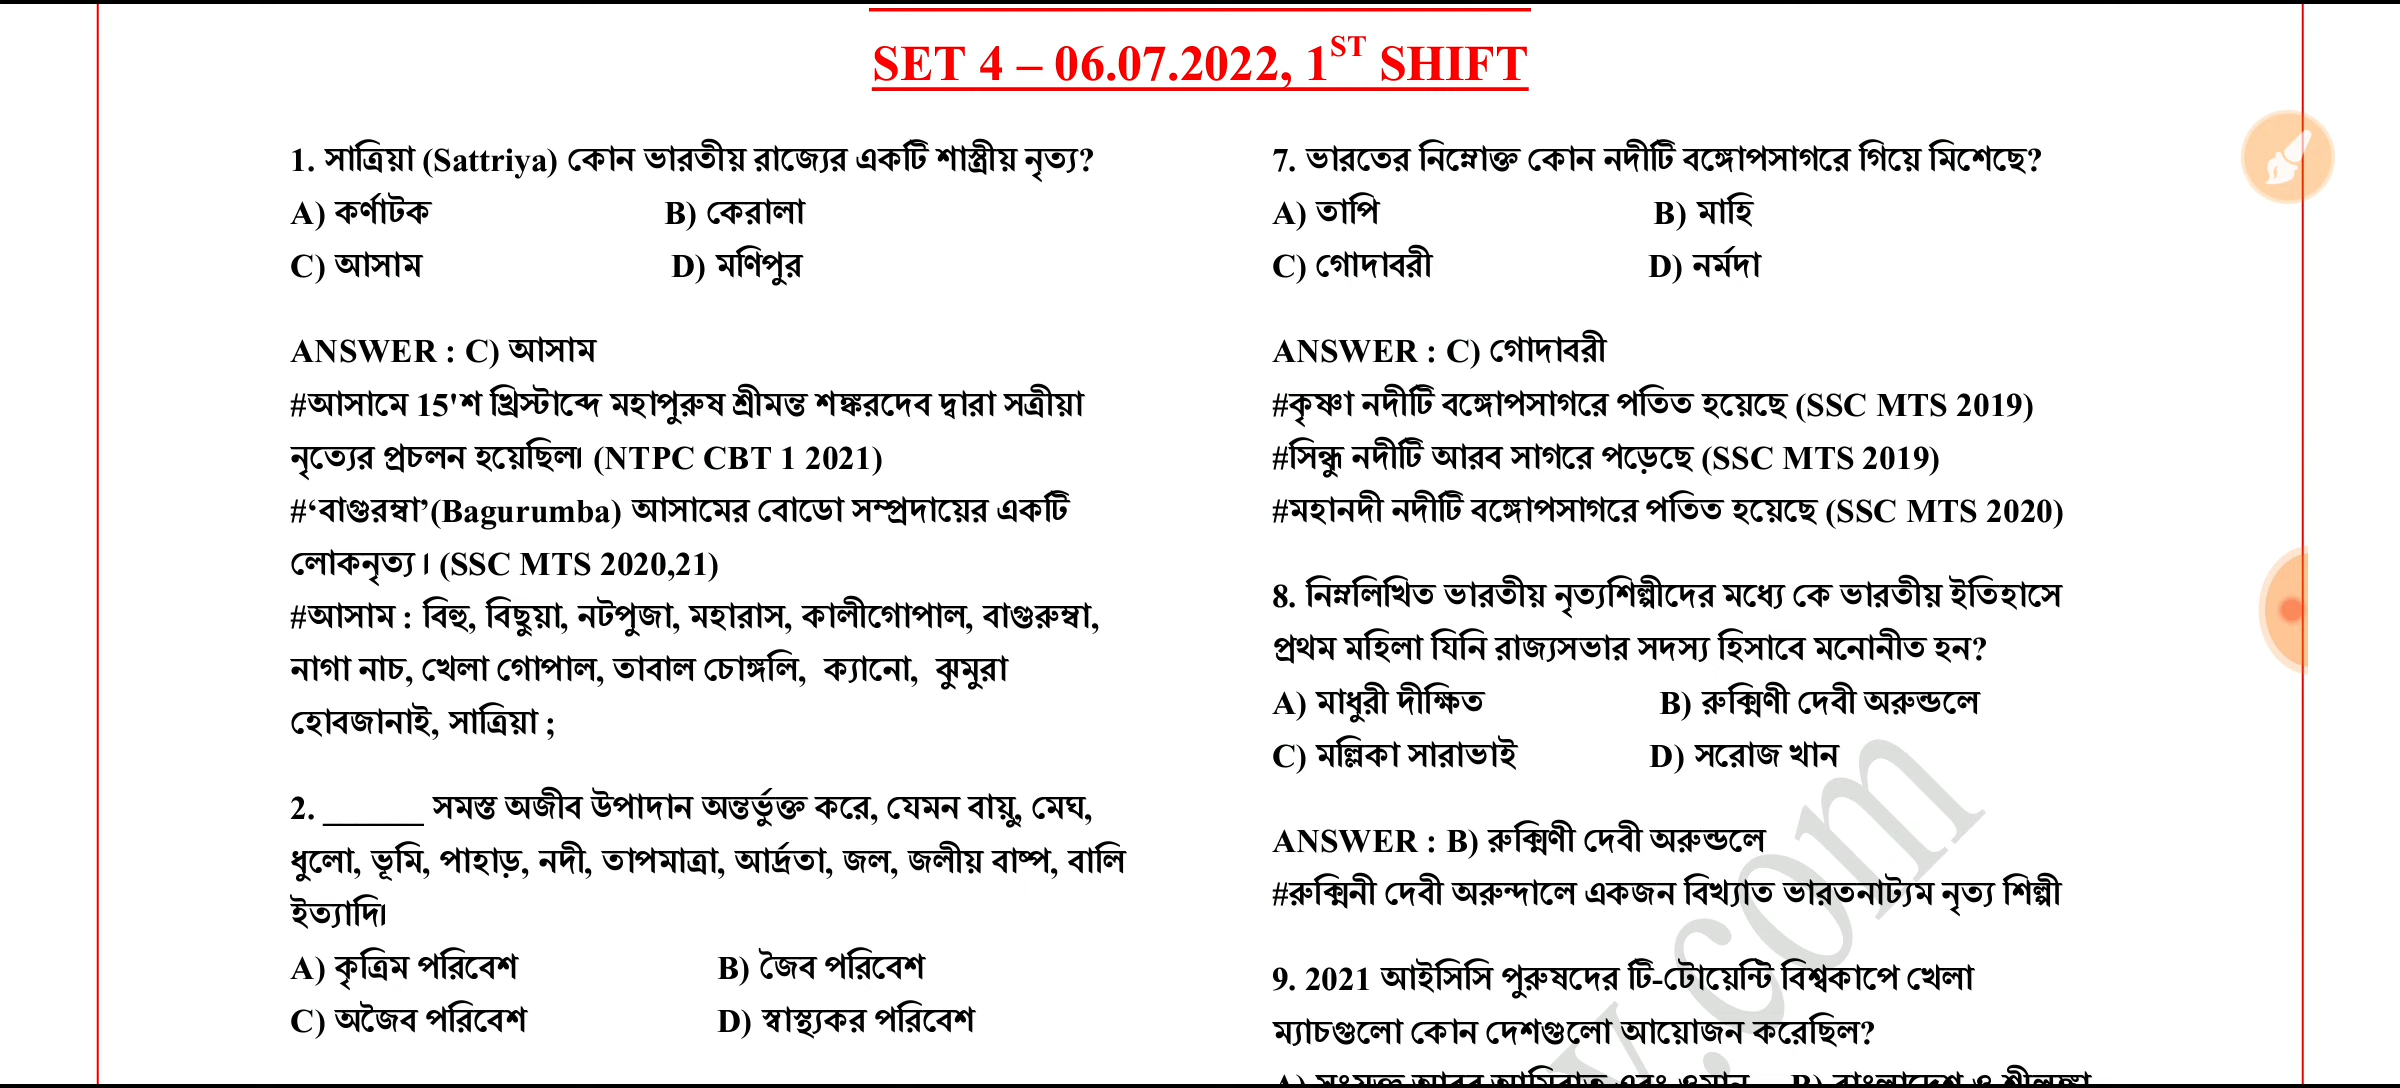 SET 4 – 06.07.2022, 1ST SHIFT
1. সাত্রিয়া (Sattriya) কোন ভারতীয় রাজ্যের একটি শাস্ত্রীয় নৃত্য?
A) কর্ণাটক B) কেরালা
C) আসাম D) মণিপুর
ANSWER : C) আসাম
#আসামে 15'শ খ্রিস্টাব্দে মহাপুরুষ শ্রীমন্ত শঙ্করদেব দ্বারা সত্রীয়া
নৃত্যের প্রচলন হয়েছিল৷ (NTPC CBT 1 2021)
#‘বাগুরম্বা’(Bagurumba) আসামের বোডো সম্প্রদায়ের একটি
লোকনৃত্য। (SSC MTS 2020,21)
#আসাম : বিহু, বিছুয়া, নটপুজা, মহারাস, কালীগোপাল, বাগুরুম্বা,
নাগা নাচ, খেলা গোপাল, তাবাল চোঙ্গলি, ক্যানো, ঝুমুরা
হোবজানাই, সাত্রিয়া ;
2. ______ সমস্ত অজীব উপাদান অন্তর্ভুক্ত করে, যেমন বায়ু, মেঘ,
ধুলো, ভূমি, পাহাড়, নদী, তাপমাত্রা, আর্দ্রতা, জল, জলীয় বাষ্প, বালি
ইত্যাদি৷
A) কৃত্রিম পরিবেশ B) জৈব পরিবেশ
C) অজৈব পরিবেশ D) স্বাস্থ্যকর পরিবেশ
7. ভারতের নিম্নোক্ত কোন নদীটি বঙ্গোপসাগরে গিয়ে মিশেছে?
A) তাপি B) মাহি
C) গোদাবরী D) নর্মদা
ANSWER : C) গোদাবরী
#কৃষ্ণা নদীটি বঙ্গোপসাগরে পতিত হয়েছে (SSC MTS 2019)
#সিন্ধু নদীটি আরব সাগরে পড়েছে (SSC MTS 2019)
#মহানদী নদীটি বঙ্গোপসাগরে পতিত হয়েছে (SSC MTS 2020)
8. নিম্নলিখিত ভারতীয় নৃত্যশিল্পীদের মধ্যে কে ভারতীয় ইতিহাসে
প্রথম মহিলা যিনি রাজ্যসভার সদস্য হিসাবে মনোনীত হন?
A) মাধুরী দীক্ষিত B) রুক্মিণী দেবী অরুন্ডলে
C) মল্লিকা সারাভাই D) সরোজ খান
ANSWER : B) রুক্মিণী দেবী অরুন্ডলে
#রুক্মিনী দেবী অরুন্দালে একজন বিখ্যাত ভারতনাট্যম নৃত্য শিল্পী
9. 2021 আইসিসি পুরুষদের টি-টোয়েন্টি বিশ্বকাপে খেলা
ম্যাচগুলো কোন দেশগুলো আয়োজন করেছিল?
A) সংযুক্ত আরব আমিরাত এবং ওমান B) বাংলাদেশ ও শ্রীলঙ্কা
y.com